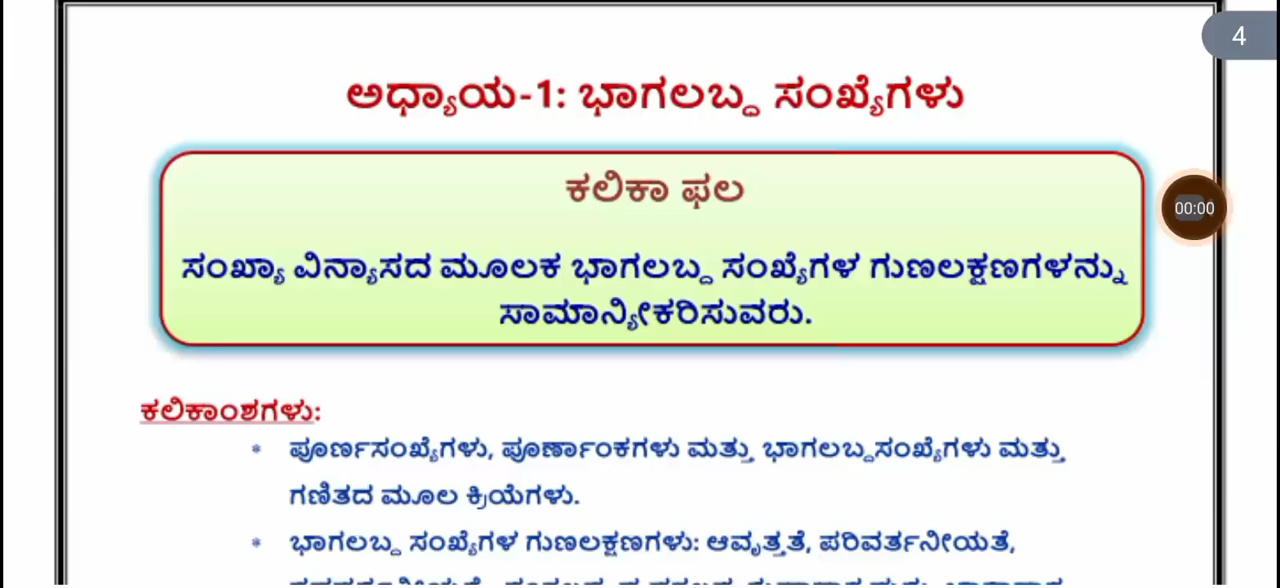 4
ಅಧ್ಯಾಯ-1: ಭಾಗಲಬ್ಧ ಸಂಖ್ಯೆಗಳು
ಕಲಿಕಾ ಫಲ
00:00
ಸಂಖ್ಯಾ ವಿನ್ಯಾಸದ ಮೂಲಕ ಭಾಗಲಬ್ಧ ಸಂಖ್ಯೆಗಳ ಗುಣಲಕ್ಷಣಗಳನ್ನು
ಸಾಮಾನ್ಯೀಕರಿಸುವರು.
ಕಲಿಕಾಂಶಗಳು:
* ಪೂರ್ಣಸಂಖ್ಯೆಗಳು, ಪೂರ್ಣಾಂಕಗಳು ಮತ್ತು ಭಾಗಲಬ್ಧಸಂಖ್ಯೆಗಳು ಮತ್ತು
ಗಣಿತದ ಮೂಲ ಕ್ರಿಯೆಗಳು.
* ಭಾಗಲಬ್ಧ ಸಂಖ್ಯೆಗಳ ಗುಣಲಕ್ಷಣಗಳು: ಆವೃತ್ತತೆ, ಪರಿವರ್ತನೀಯತೆ,